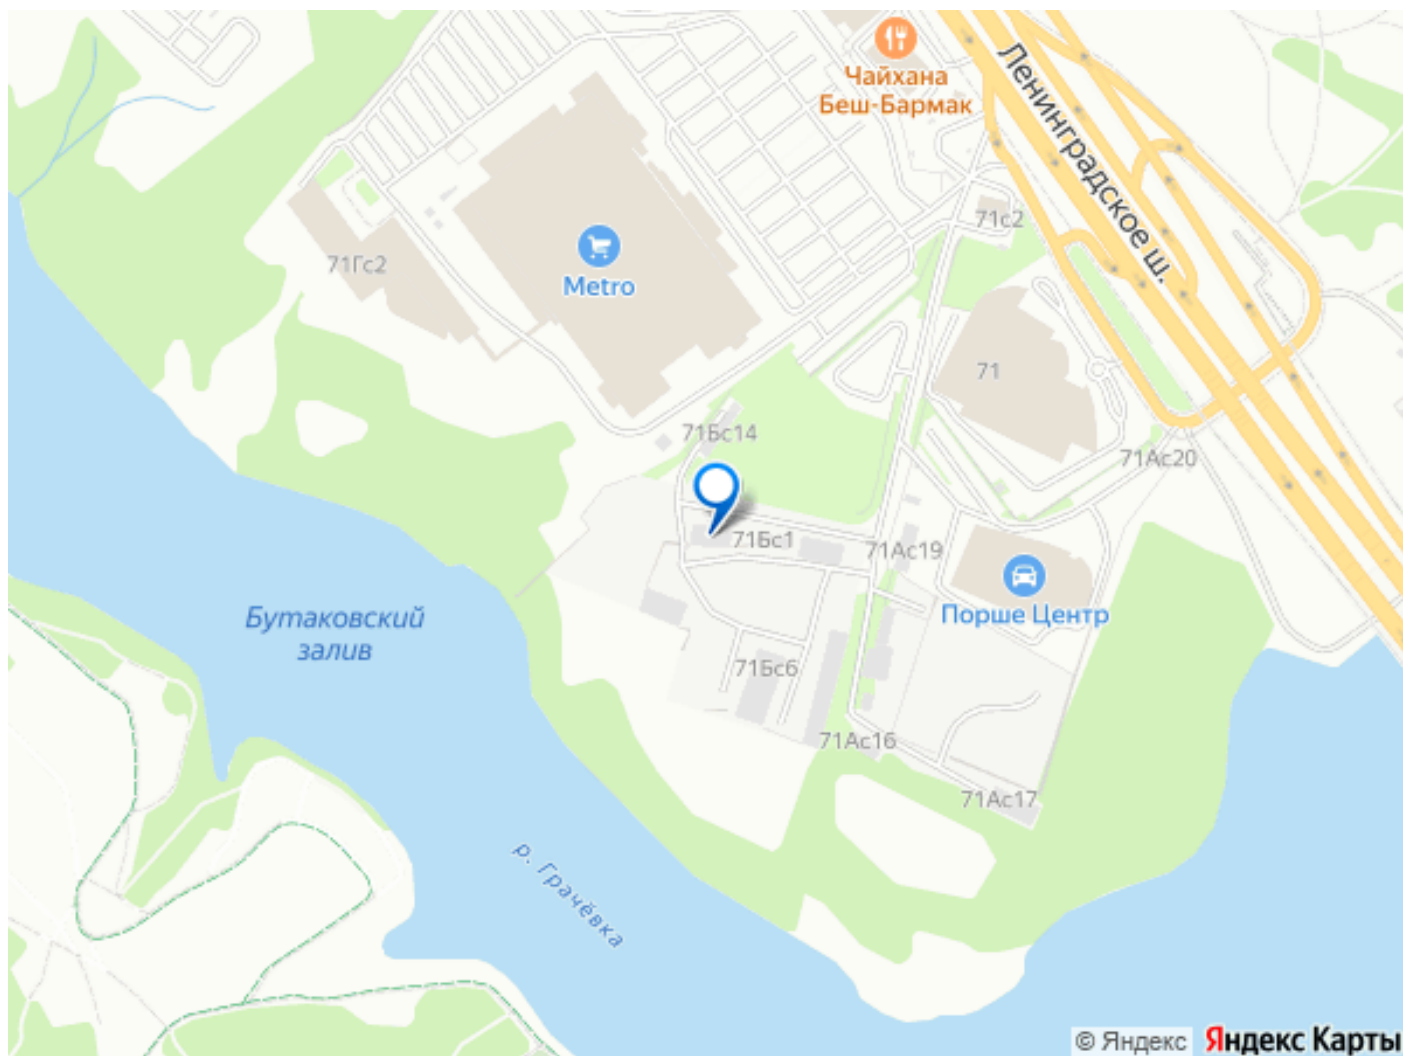 Чайхана
Беш-Бармак
Ленинградское ш.
71с2
71Гс2
Metro
71
71Бс14
71Ас20
71Бс1
71Ас19
Порше Центр
Бутаковский
залив
71Бс6
71Ас16
71Ас17
р. Грачёвка
© Яндекс Яндекс Карты